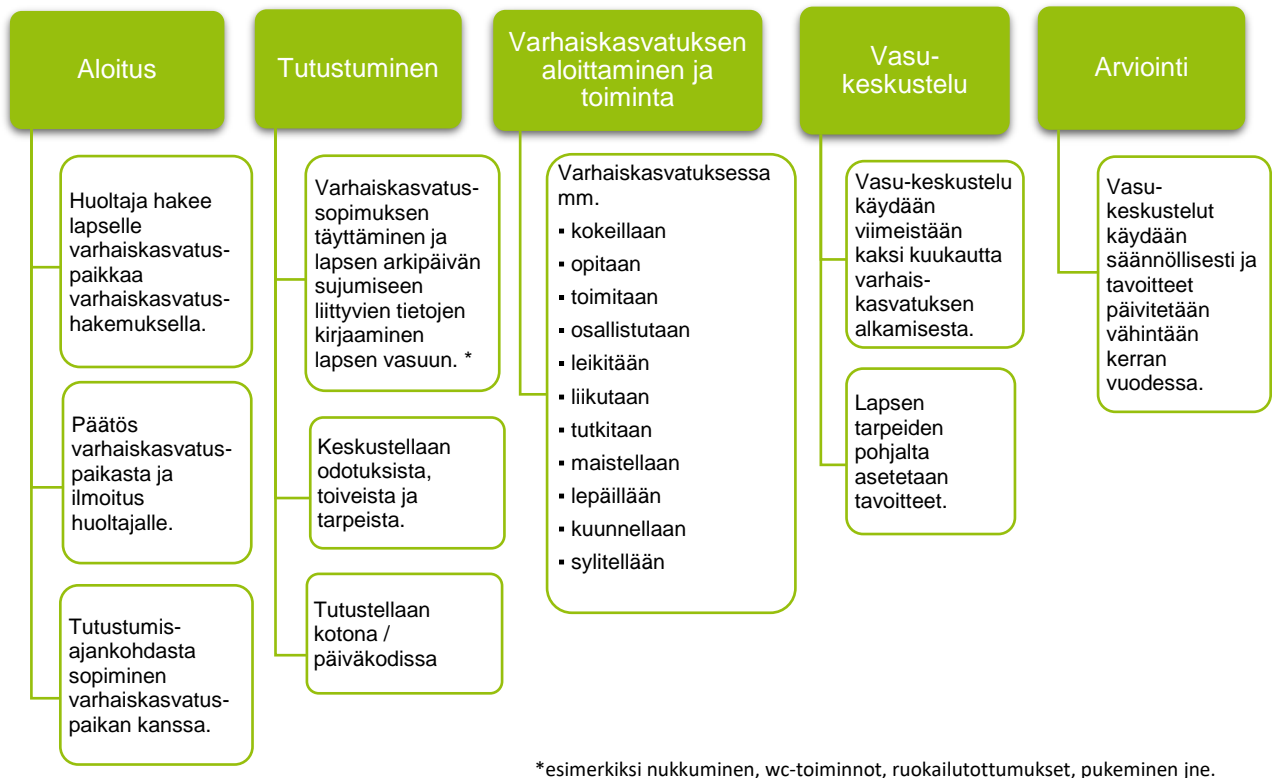 Aloitus
Huoltaja hakee
lapselle
varhaiskasvatus-
paikkaa
varhaiskasvatus-
hakemuksella.
Päätös
varhaiskasvatus-
paikasta ja
ilmoitus
huoltajalle.
Tutustumis-
ajankohdasta
sopiminen
varhaiskasvatus-
paikan kanssa.
Tutustuminen
Varhaiskasvatus-
sopimuksen
täyttäminen ja
lapsen arkipäivän
sujumiseen
liittyvien tietojen
kirjaaminen
lapsen vasuun. *
Keskustellaan
odotuksista,
toiveista ja
tarpeista.
Tutustellaan
kotona /
päiväkodissa
Varhaiskasvatuksen
aloittaminen ja
toiminta
Varhaiskasvatuksessa
mm.
▪ kokeillaan
▪ opitaan
▪ toimitaan
▪ osallistutaan
▪ leikitään
▪ liikutaan
▪ tutkitaan
▪ maistellaan
▪ lepäillään
▪ kuunnellaan
▪ sylitellään
Vasu-
keskustelu
Vasu-keskustelu
käydään
viimeistään
kaksi kuukautta
varhais-
kasvatuksen
alkamisesta.
Lapsen
tarpeiden
pohjalta
asetetaan
tavoitteet.
Arviointi
Vasu-
keskustelut
käydään
säännöllisesti ja
tavoitteet
päivitetään
vähintään
kerran
vuodessa.
*esimerkiksi nukkuminen, wc-toiminnot, ruokailutottumukset, pukeminen jne.